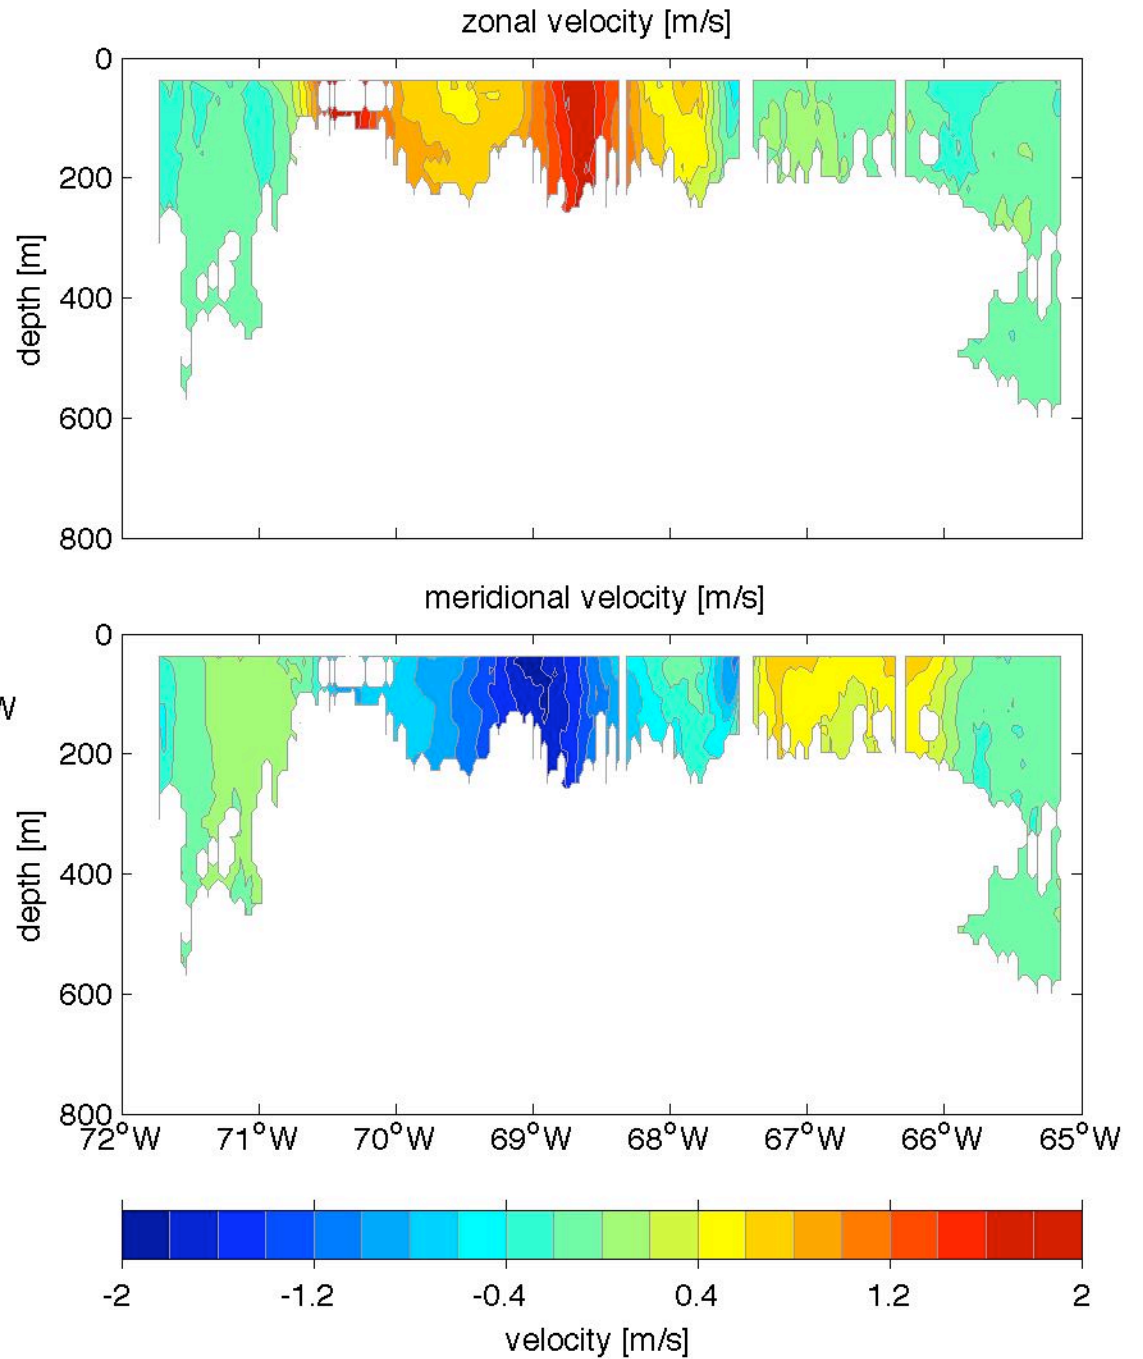 zonal velocity [m/s]
0
200
400
600
800
depth [m]
meridional velocity [m/s]
0
W
200
400
600
800
depth [m]
72°W 71°W 70°W 69°W 68°W 67°W 66°W 65°W
-2 -1.2 -0.4 0.4 1.2 2
velocity [m/s]